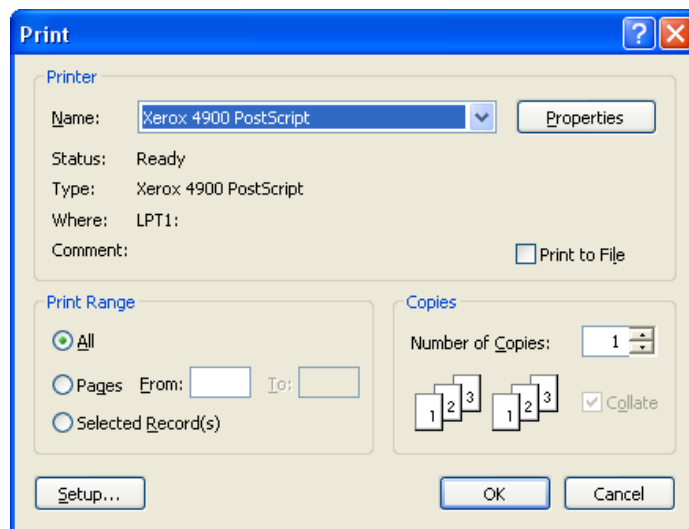 Print
Printer
Name: Xerox 4900 PostScript Properties
Status: Ready
Type: Xerox 4900 PostScript
Where: LPT1:
Comment:
Print to File
Print Range
All
Pages From: To:
Selected Record(s)
Copies
Number of Copies: 1
1 2 3 1 2 3
Collate
Setup... OK Cancel